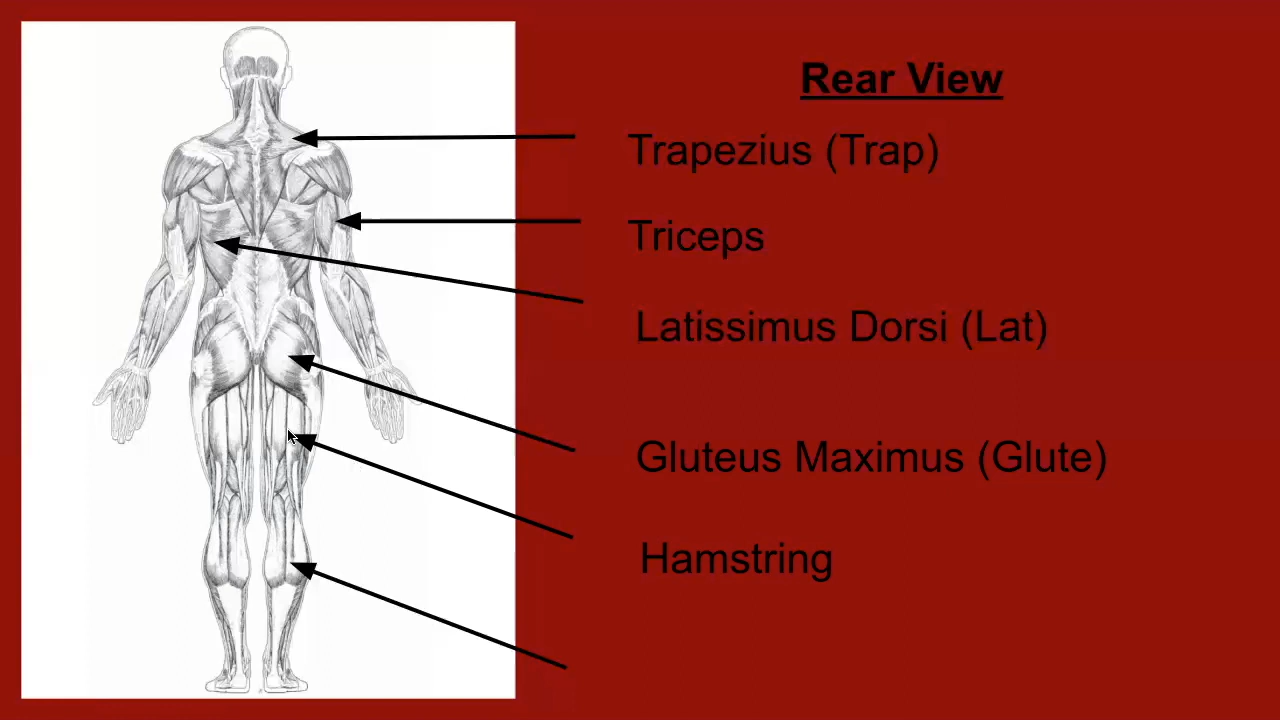 Rear View
Trapezius (Trap)
Triceps
Latissimus Dorsi (Lat)
Gluteus Maximus (Glute)
Hamstring